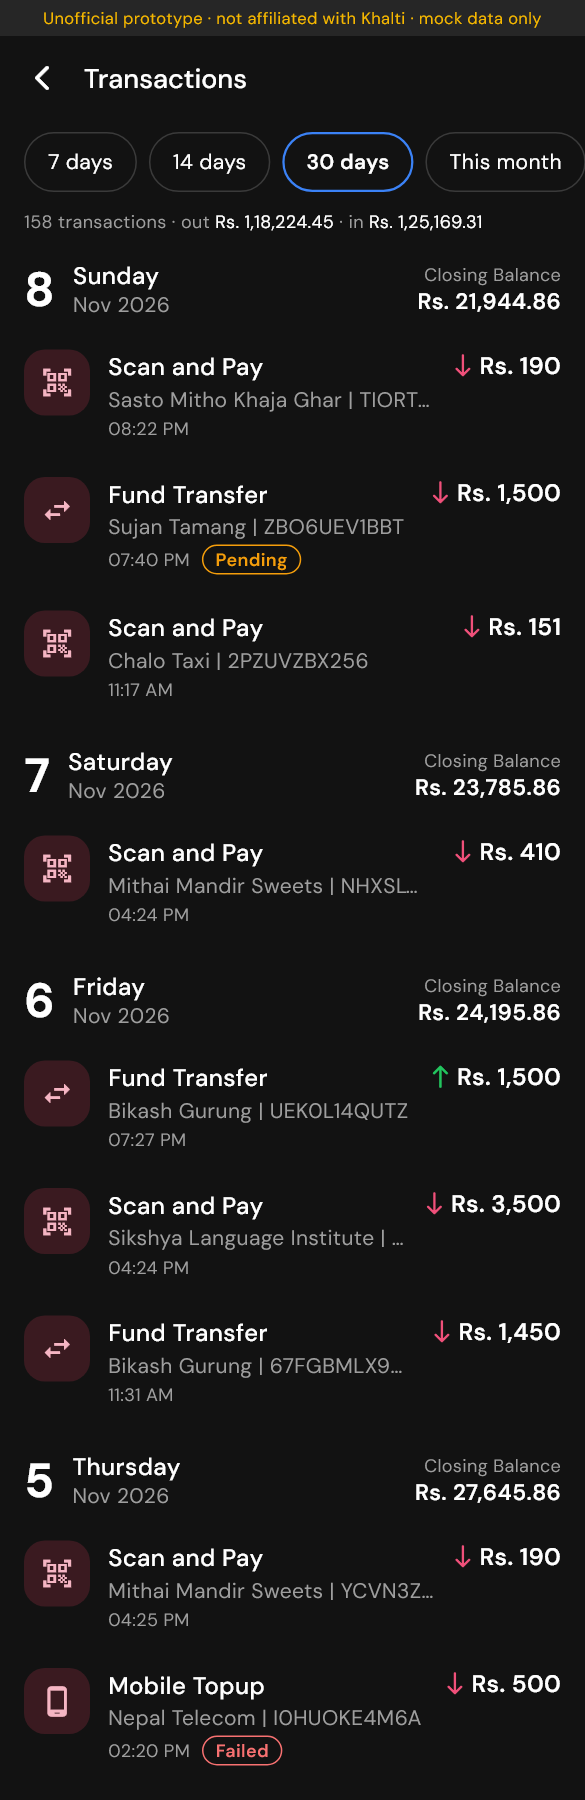 Unofficial prototype · not affiliated with Khalti · mock data only
Transactions
7 days
14 days
30 days
This month
158 transactions · out Rs. 1,18,224.45 · in Rs. 1,25,169.31
8 Sunday
Nov 2026
Closing Balance
Rs. 21,944.86
Scan and Pay
Rs. 190
Sasto Mitho Khaja Ghar | TIORT...
08:22 PM
Fund Transfer
Rs. 1,500
Sujan Tamang | ZBO6UEV1BBT
07:40 PM Pending
Scan and Pay
Rs. 151
Chalo Taxi | 2PZUVZBX256
11:17 AM
7 Saturday
Nov 2026
Closing Balance
Rs. 23,785.86
Scan and Pay
Rs. 410
Mithai Mandir Sweets | NHXSL...
04:24 PM
6 Friday
Nov 2026
Closing Balance
Rs. 24,195.86
Fund Transfer
Rs. 1,500
Bikash Gurung | UEK0L14QUTZ
07:27 PM
Scan and Pay
Rs. 3,500
Sikshya Language Institute | ...
04:24 PM
Fund Transfer
Rs. 1,450
Bikash Gurung | 67FGBMLX9...
11:31 AM
5 Thursday
Nov 2026
Closing Balance
Rs. 27,645.86
Scan and Pay
Rs. 190
Mithai Mandir Sweets | YCVN3Z...
04:25 PM
Mobile Topup
Rs. 500
Nepal Telecom | I0HUOKE4M6A
02:20 PM Failed